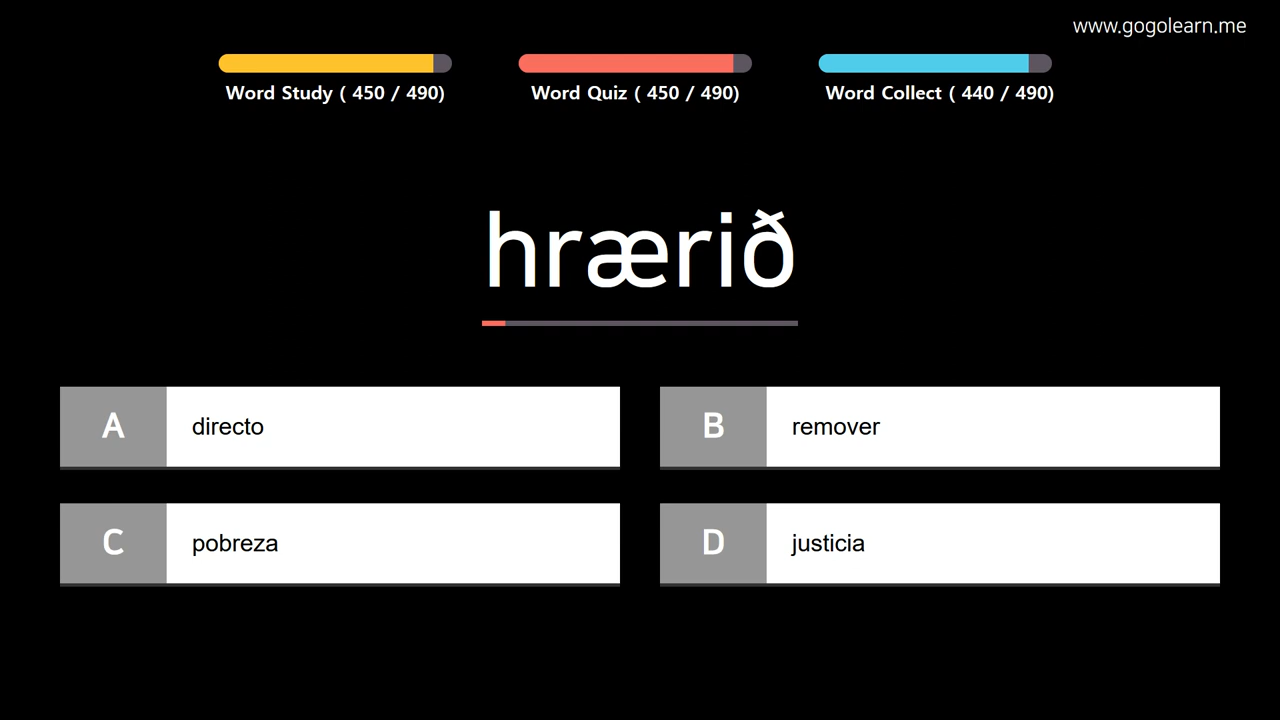 www.gogolearn.me
Word Study ( 450 / 490)
Word Quiz ( 450 / 490)
Word Collect ( 440 / 490)
hrærið
A directo
B remover
C pobreza
D justicia